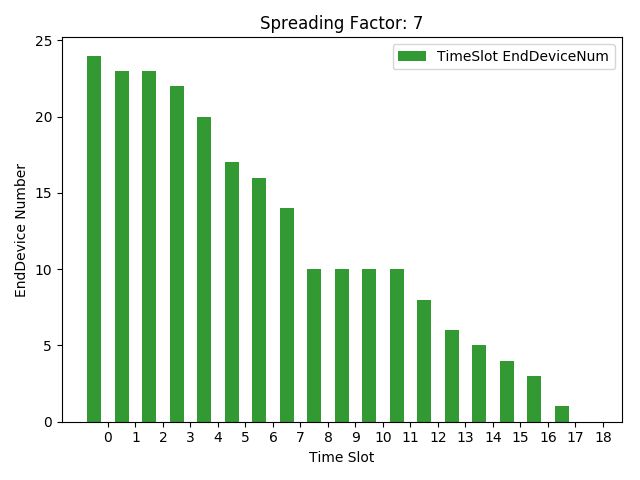 Spreading Factor: 7
TimeSlot EndDeviceNum
EndDevice Number
25
20
15
10
5
0
0 1 2 3 4 5 6 7 8 9 10 11 12 13 14 15 16 17 18
Time Slot